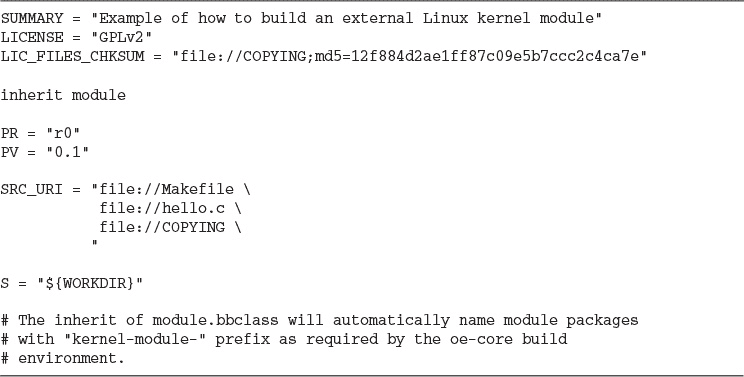 SUMMARY = "Example of how to build an external Linux kernel module"
LICENSE = "GPLv2"
LIC_FILES_CHKSUM = "file://COPYING;md5=12f884d2ae1ff87c09e5b7ccc2c4ca7e"

inherit module

PR = "r0"
PV = "0.1"

SRC_URI = "file://Makefile \
           file://hello.c \
           file://COPYING \
          "

S = "${WORKDIR}"

# The inherit of module.bbclass will automatically name module packages
# with "kernel-module-" prefix as required by the oe-core build
# environment.